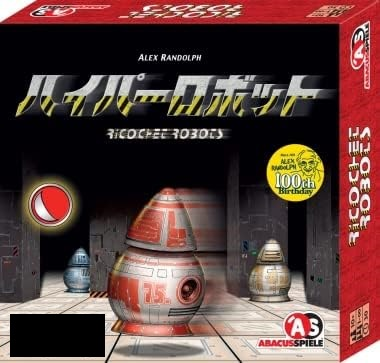 ALEX RANDOLPH
ハイパーロボット
RICOCHET ROBOTS
ALEX
RANDOLPH
100th
Birthday
75.
ABACUSSPIELE
RICOCHET
ROBOTS
ABACUSSPIELE